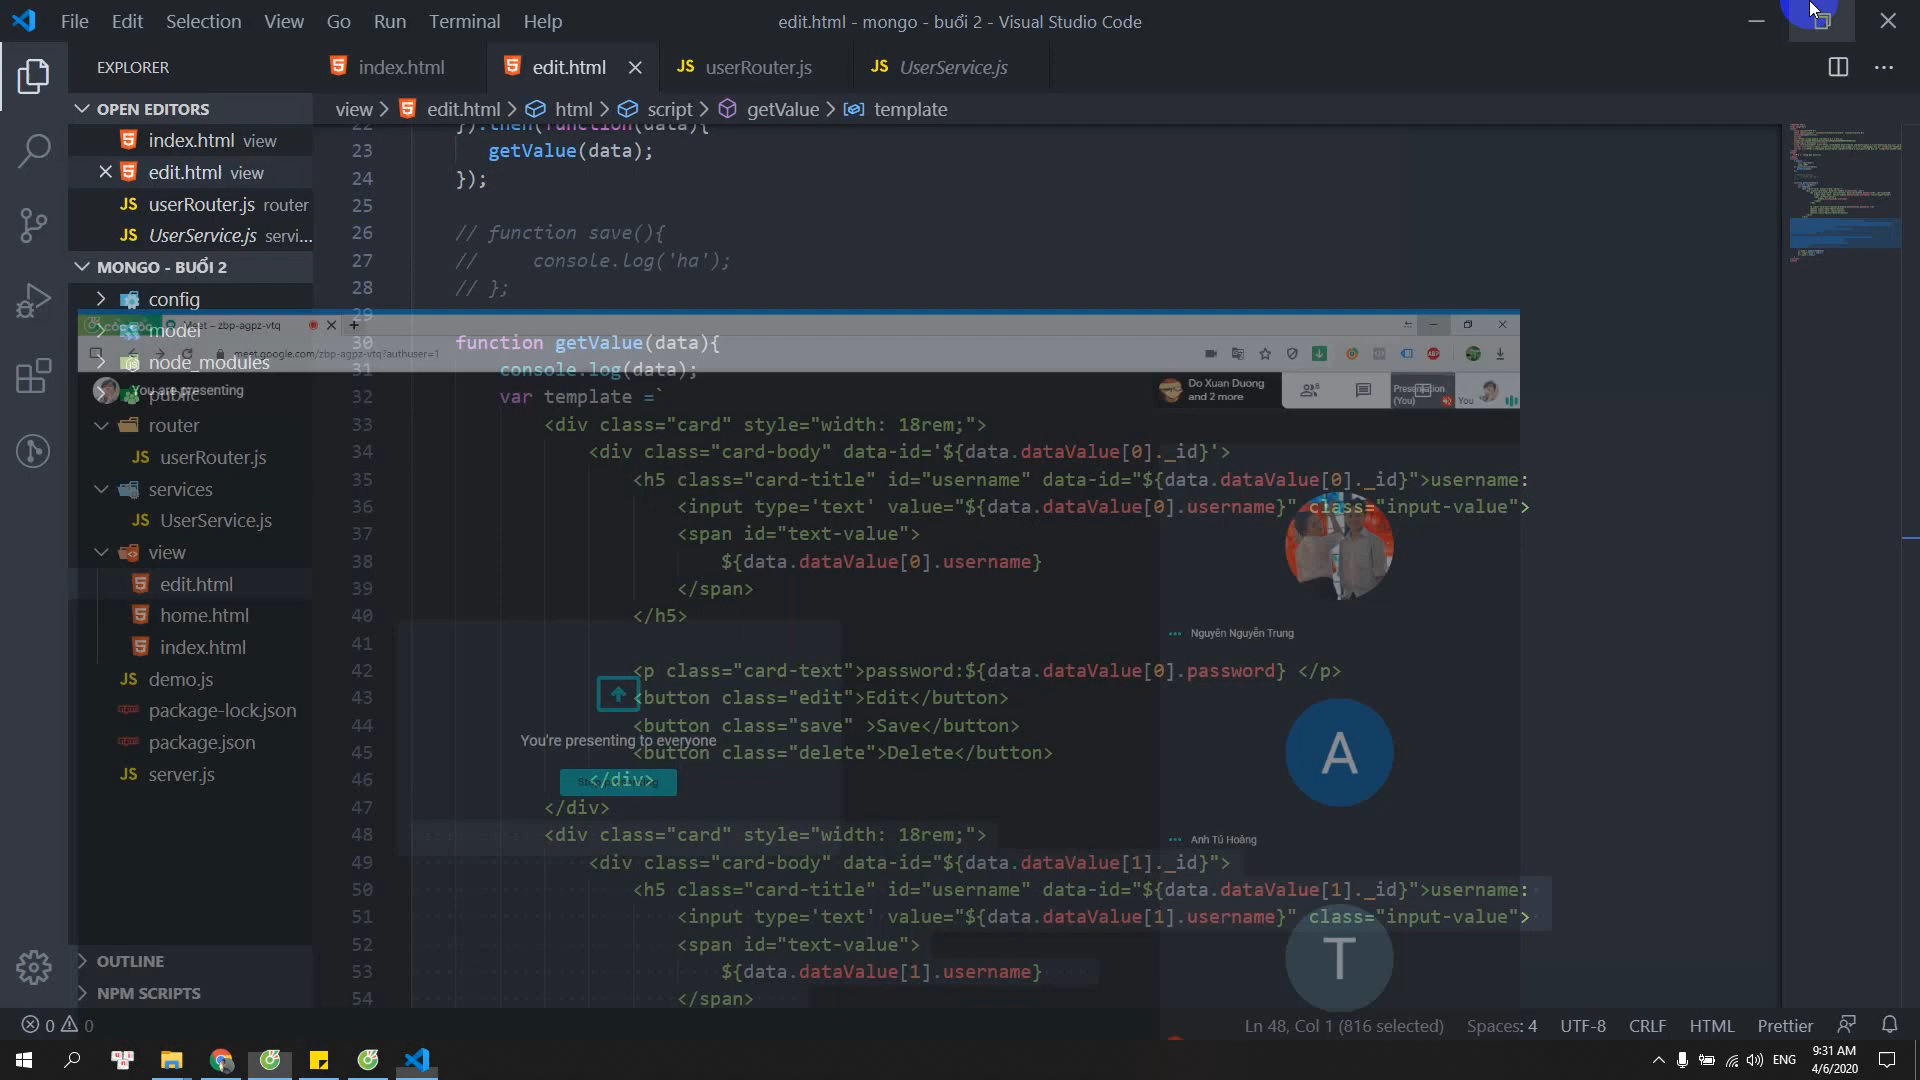 File Edit Selection View Go Run Terminal Help
edit.html - mongo - buổi 2 - Visual Studio Code
EXPLORER
index.html
edit.html
JS userRouter.js
JS UserService.js
OPEN EDITORS
index.html view
edit.html view
JS userRouter.js router
JS UserService.js servi...
MONGO - BUỔI 2
config
model
node_modules
public
router
JS userRouter.js
services
JS UserService.js
view
edit.html
home.html
index.html
JS demo.js
package-lock.json
package.json
JS server.js
OUTLINE
NPM SCRIPTS
view > edit.html > html > script > getValue > template
22 }).then(function(data){
23 getValue(data);
24 });
25
26 // function save(){
27 // console.log('ha');
28 // };
29
30 function getValue(data){
31 console.log(data);
32 var template =`
33 <div class="card" style="width: 18rem;">
34 <div class="card-body" data-id='${data.dataValue[0]._id}'>
35 <h5 class="card-title" id="username" data-id="${data.dataValue[0]._id}">username:
36 <input type='text' value="${data.dataValue[0].username}" class="input-value">
37 <span id="text-value">
38 ${data.dataValue[0].username}
39 </span>
40 </h5>
41
42 <p class="card-text">password:${data.dataValue[0].password} </p>
43 <button class="edit">Edit</button>
44 <button class="save" >Save</button>
45 <button class="delete">Delete</button>
46 </div>
47 </div>
48 <div class="card" style="width: 18rem;">
49 <div class="card-body" data-id="${data.dataValue[1]._id}">
50 <h5 class="card-title" id="username" data-id="${data.dataValue[1]._id}">username:
51 <input type='text' value="${data.dataValue[1].username}" class="input-value">
52 <span id="text-value">
53 ${data.dataValue[1].username}
54 </span>
Meet – zbp-agpz-vtq
meet.google.com/zbp-agpz-vtq?authuser=1
ABP
You are presenting
Do Xuan Duong
and 2 more
8
Presentation
(You)
You
You're presenting to everyone
Nguyên Nguyễn Trung
A
Anh Tú Hoàng
T
0 0
Ln 48, Col 1 (816 selected) Spaces: 4 UTF-8 CRLF HTML Prettier
ENG
9:31 AM
4/6/2020